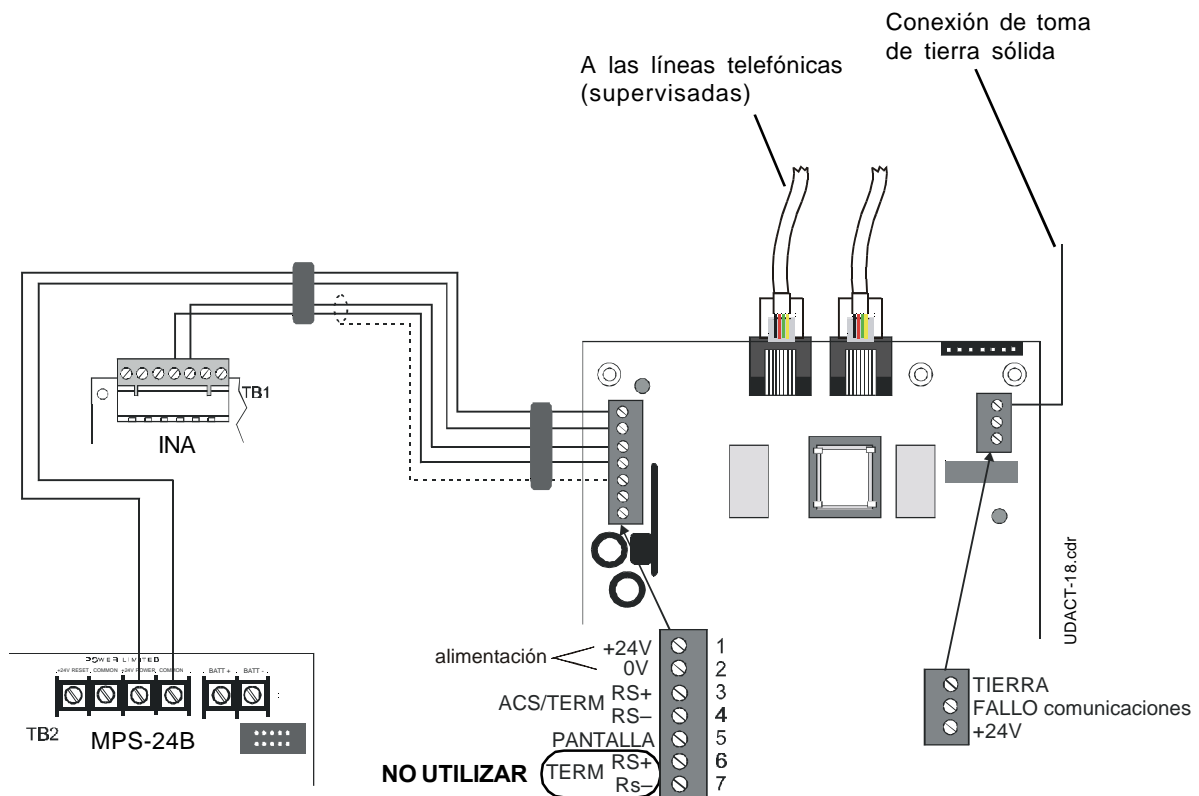 Conexión de toma
de tierra sólida
A las líneas telefónicas
(supervisadas)
TB1
INA
UDACT-18.cdr
POWER LIMITED
+24V RESET COMMON +24V POWER COMMON BATT + BATT -
TB2
MPS-24B
alimentación
+24V 1
0V 2
ACS/TERM
RS+ 3
RS– 4
PANTALLA 5
NO UTILIZAR
TERM
RS+ 6
Rs– 7
TIERRA
FALLO comunicaciones
+24V